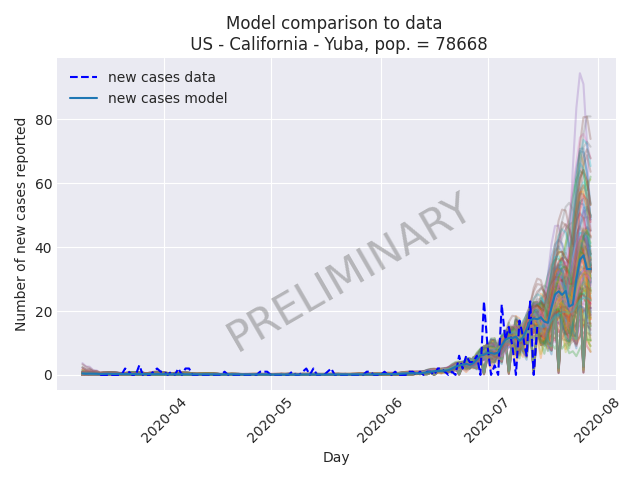 Model comparison to data
US - California - Yuba, pop. = 78668
new cases data
new cases model
Number of new cases reported
80
60
40
20
0
PRELIMINARY
2020-04
2020-05
2020-06
2020-07
2020-08
Day